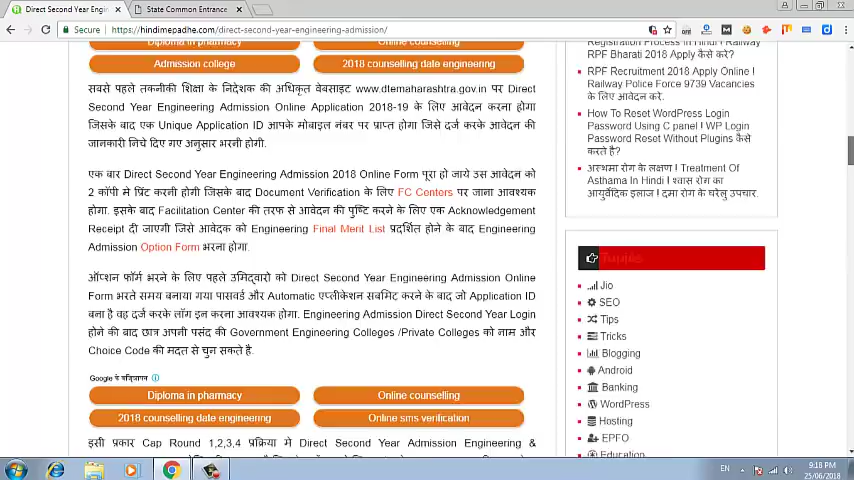 Direct Second Year Engin
State Common Entrance
Secure
https://hindimepadhe.com/direct-second-year-engineering-admission/
Diploma in pharmacy
Online counselling
Admission college
2018 counselling date engineering
सबसे पहले तकनीकी शिक्षा के निदेशक की अधिकृत वेबसाइट www.dtemaharashtra.gov.in पर Direct
Second Year Engineering Admission Online Application 2018-19 के लिए आवेदन करना होगा
जिसके बाद एक Unique Application ID आपके मोबाइल नंबर पर प्राप्त होगा जिसे दर्ज करके आवेदन की
जानकारी निचे दिए गए अनुसार भरनी होगी.
एक बार Direct Second Year Engineering Admission 2018 Online Form पूरा हो जाये उस आवेदन को
2 कॉपी मे प्रिंट करनी होगी जिसके बाद Document Verification के लिए FC Centers पर जाना आवश्यक
होगा. इसके बाद Facilitation Center की तरफ से आवेदन की पुष्टि करने के लिए एक Acknowledgement
Receipt दी जाएगी जिसे आवेदक को Engineering Final Merit List प्रदर्शित होने के बाद Engineering
Admission Option Form भरना होगा.
ऑप्शन फॉर्म भरने के लिए पहले उमिद्वारो को Direct Second Year Engineering Admission Online
Form भरते समय बनाया गया पासवर्ड और Automatic एप्लीकेशन सबमिट करने के बाद जो Application ID
बना है वह दर्ज करके लॉग इन करना आवश्यक होगा. Engineering Admission Direct Second Year Login
होने की बाद छात्र अपनी पसंद की Government Engineering Colleges /Private Colleges को नाम और
Choice Code की मदत से चुन सकते है.
Google के विज्ञापन
Diploma in pharmacy
Online counselling
2018 counselling date engineering
Online sms verification
इसी प्रकार Cap Round 1,2,3,4 प्रक्रिया मे Direct Second Year Admission Engineering &
Registration Process in Hindi ! Railway
RPF Bharati 2018 Apply कैसे करे?
RPF Recruitment 2018 Apply Online !
Railway Police Force 9739 Vacancies
के लिए आवेदन करे.
How To Reset WordPress Login
Password Using C panel ! WP Login
Password Reset Without Plugins कैसे
करते है?
अस्थमा रोग के लक्षण ! Treatment Of
Asthama In Hindi ! श्वास रोग का
आयुर्वेदिक इलाज ! दमा रोग के घरेलु उपचार.
Topics
Jio
SEO
Tips
Tricks
Blogging
Android
Banking
WordPress
Hosting
EPFO
Education
EN
9:18 PM
25/06/2018